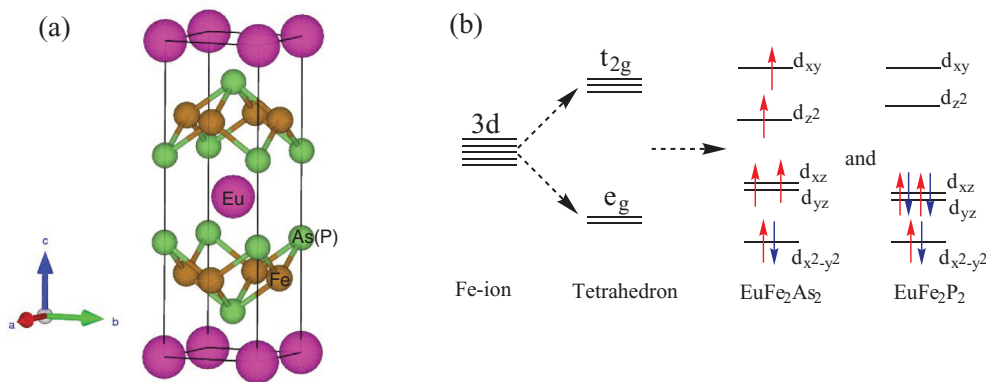 (a)
Eu
As(P)
Fe
c
a
b
(b)
3d
t2g
eg
Fe-ion
Tetrahedron
dxy
dz2
dxz
dyz
dx2-y2
EuFe2As2
and
dxy
dz2
dxz
dyz
dx2-y2
EuFe2P2